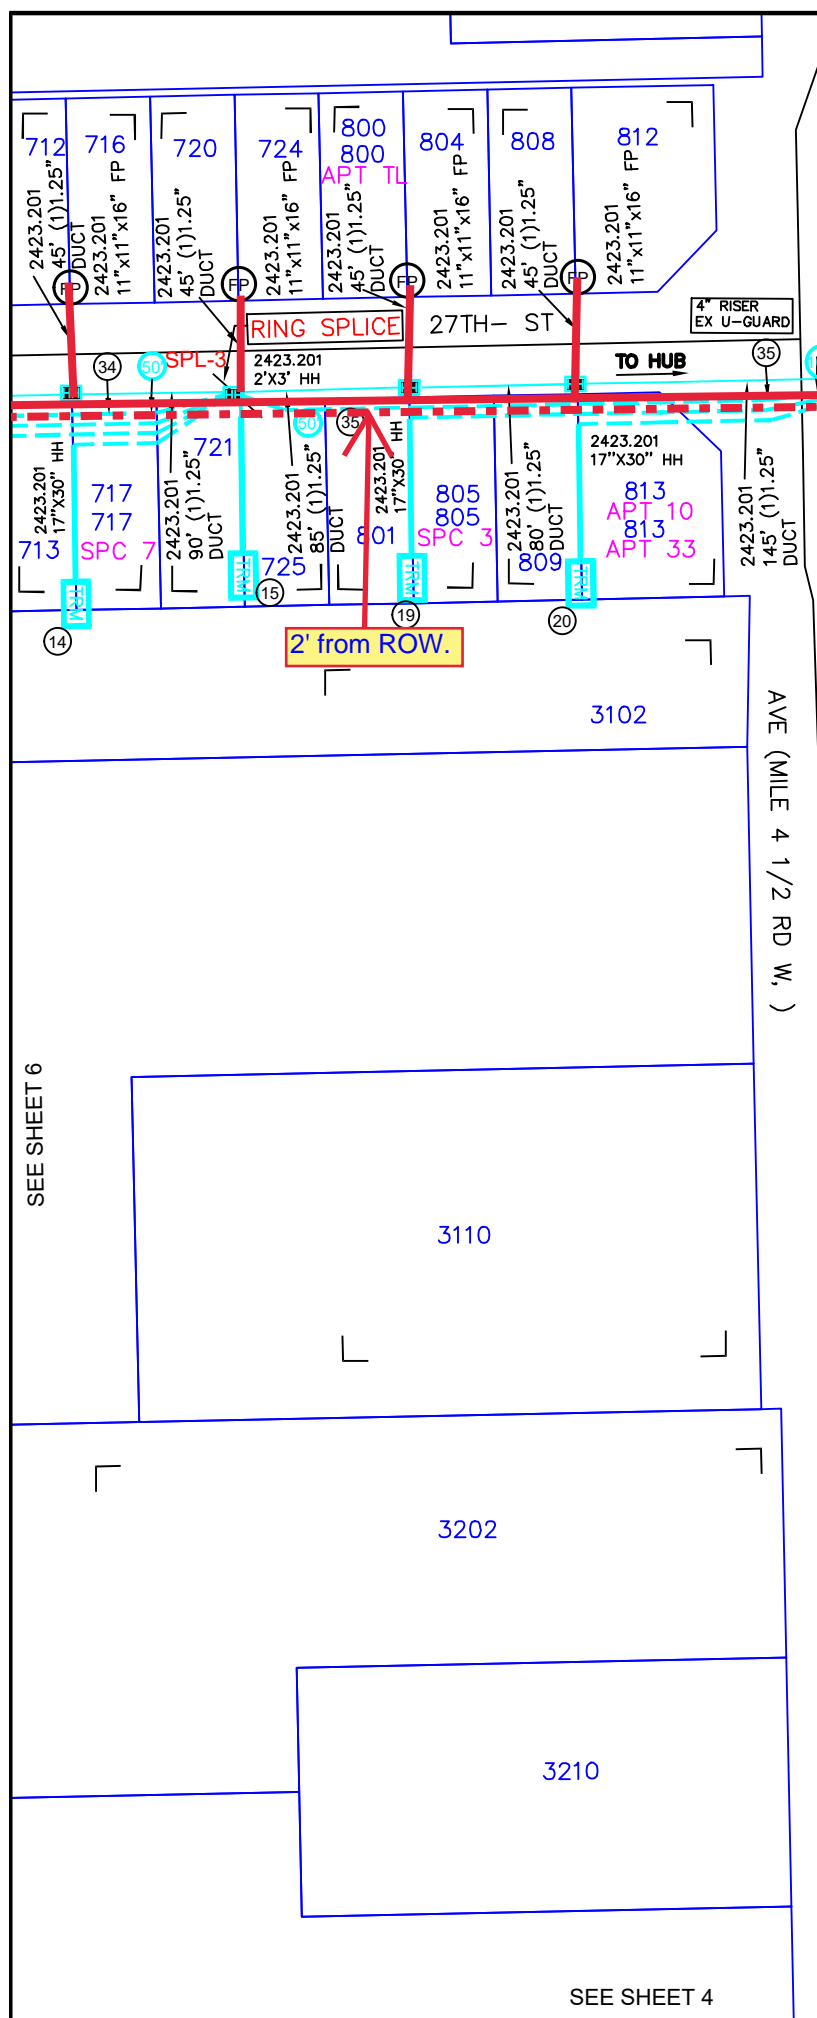 712
716
720
724
800
800
APT TL
804
808
812
2423.201
45' (1)1.25"
DUCT
2423.201
11"x11"x16" FP
2423.201
45' (1)1.25"
DUCT
2423.201
11"x11"x16" FP
2423.201
45' (1)1.25"
DUCT
2423.201
11"x11"x16" FP
2423.201
45' (1)1.25"
DUCT
2423.201
11"x11"x16" FP
FP
FP
FP
FP
RING SPLICE
27TH- ST
4" RISER
EX U-GUARD
34
50'
SPL-3
2423.201
2'X3' HH
TO HUB
35
50'
35
2423.201
17"X30" HH
713
717
717
SPC 7
2423.201
90' (1)1.25"
DUCT
721
725
2423.201
85' (1)1.25"
DUCT
801
2423.201
17"X30" HH
805
805
SPC 3
2423.201
80' (1)1.25"
DUCT
809
2423.201
17"X30" HH
813
APT 10
813
APT 33
2423.201
145' (1)1.25"
DUCT
TRM
TRM
TRM
TRM
14
15
19
20
2' from ROW.
3102
AVE (MILE 4 1/2 RD W, )
SEE SHEET 6
3110
3202
3210
SEE SHEET 4